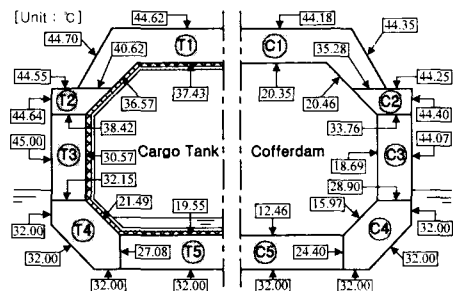 [Unit : ℃]
44.62 44.18
44.70 T1 C1 44.35
44.55 40.62 35.28 44.25
T2 36.57 37.43 20.35 20.46 C2
44.64 38.42 33.76 44.40
45.00 44.07
T3 30.57 Cargo Tank Cofferdam 18.69 C3
32.15 28.90
21.49 19.55 12.46 15.97
32.00 T4 C4 32.00
27.08 T5 C5 24.40
32.00 32.00
32.00 32.00 32.00 32.00